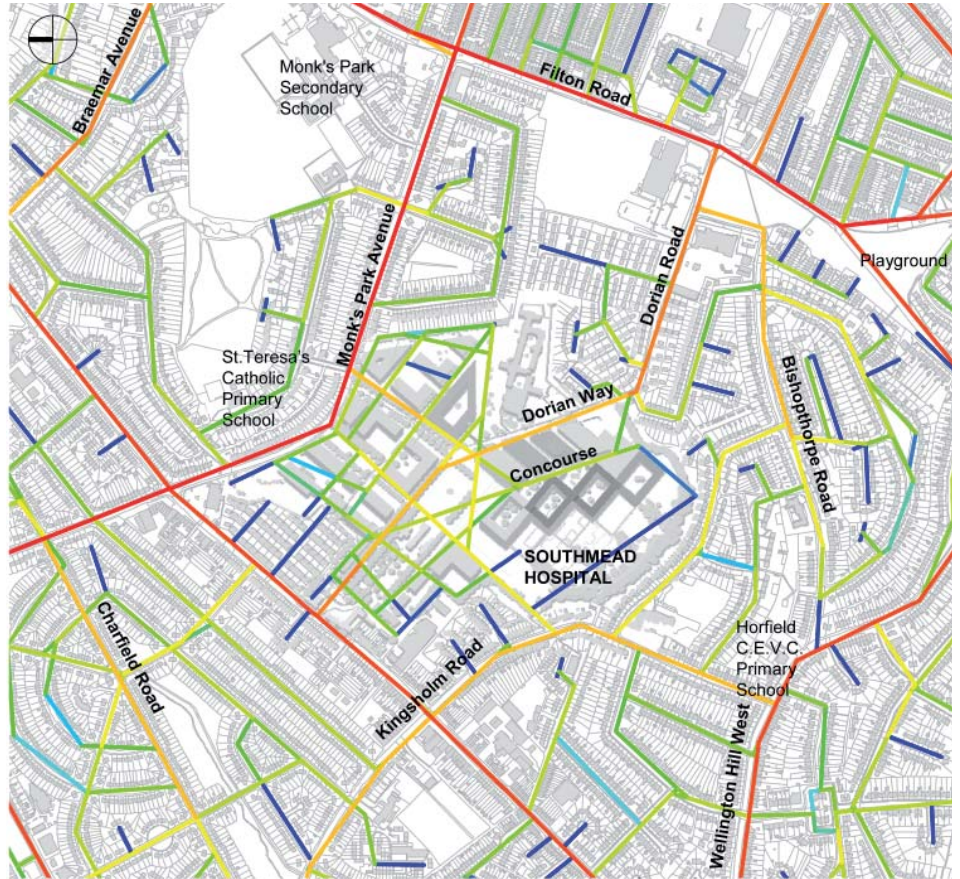 Braemar Avenue
Monk's Park
Secondary
School
Filton Road
Monk's Park Avenue
Dorian Road
Playground
St.Teresa's
Catholic
Primary
School
Dorian Way
Bishopthorpe Road
Concourse
SOUTHMEAD
HOSPITAL
Charfield Road
Kingsholm Road
Horfield
C.E.V.C.
Primary
School
Wellington Hill West